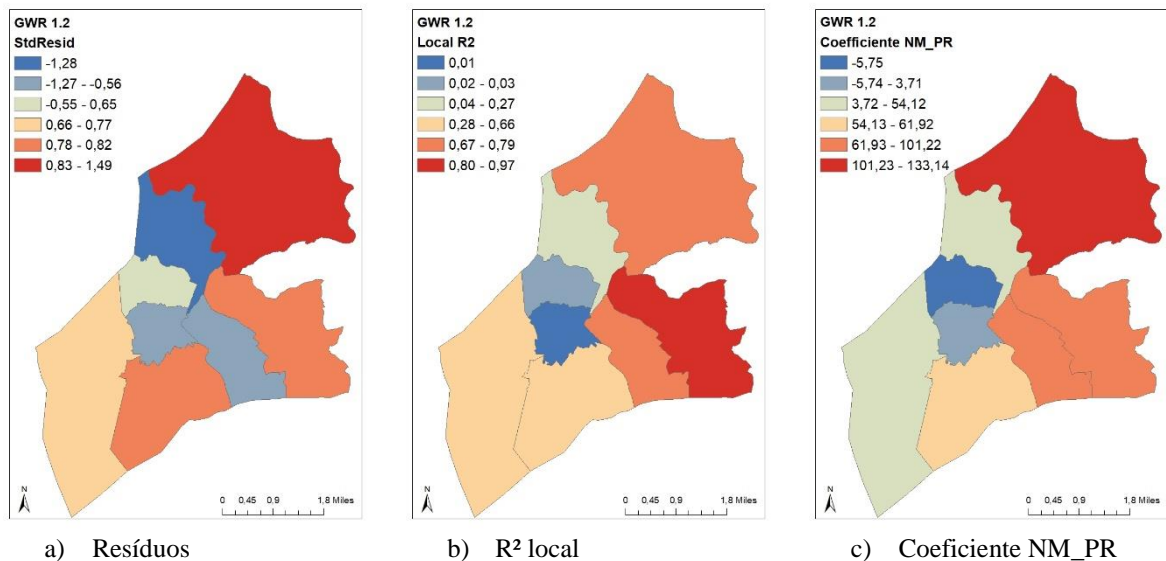 GWR 1.2
StdResid
-1,28
-1,27 - -0,56
-0,55 - 0,65
0,66 - 0,77
0,78 - 0,82
0,83 - 1,49
N
0 0,45 0,9 1,8 Miles
GWR 1.2
Local R2
0,01
0,02 - 0,03
0,04 - 0,27
0,28 - 0,66
0,67 - 0,79
0,80 - 0,97
N
0 0,45 0,9 1,8 Miles
GWR 1.2
Coefficiente NM_PR
-5,75
-5,74 - 3,71
3,72 - 54,12
54,13 - 61,92
61,93 - 101,22
101,23 - 133,14
N
0 0,45 0,9 1,8 Miles
a) Resíduos
b) R² local
c) Coeficiente NM_PR